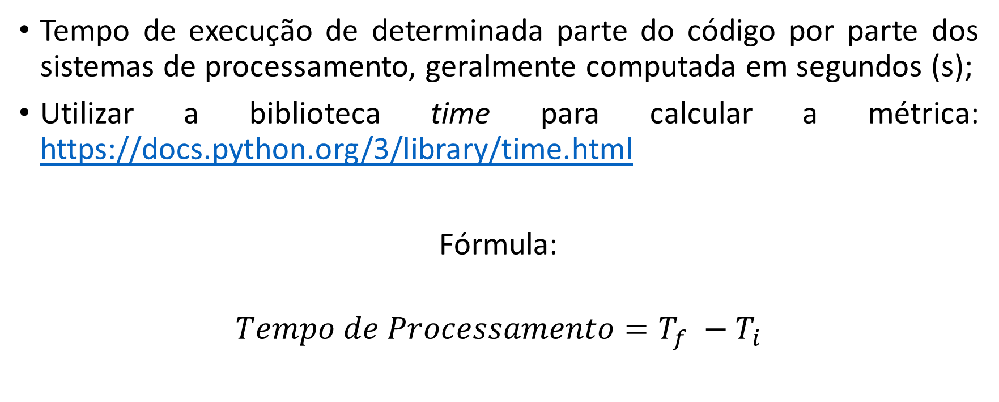 • Tempo de execução de determinada parte do código por parte dos
sistemas de processamento, geralmente computada em segundos (s);
• Utilizar a biblioteca time para calcular a métrica:
https://docs.python.org/3/library/time.html
Fórmula:
Tempo de Processamento = T_f − T_i